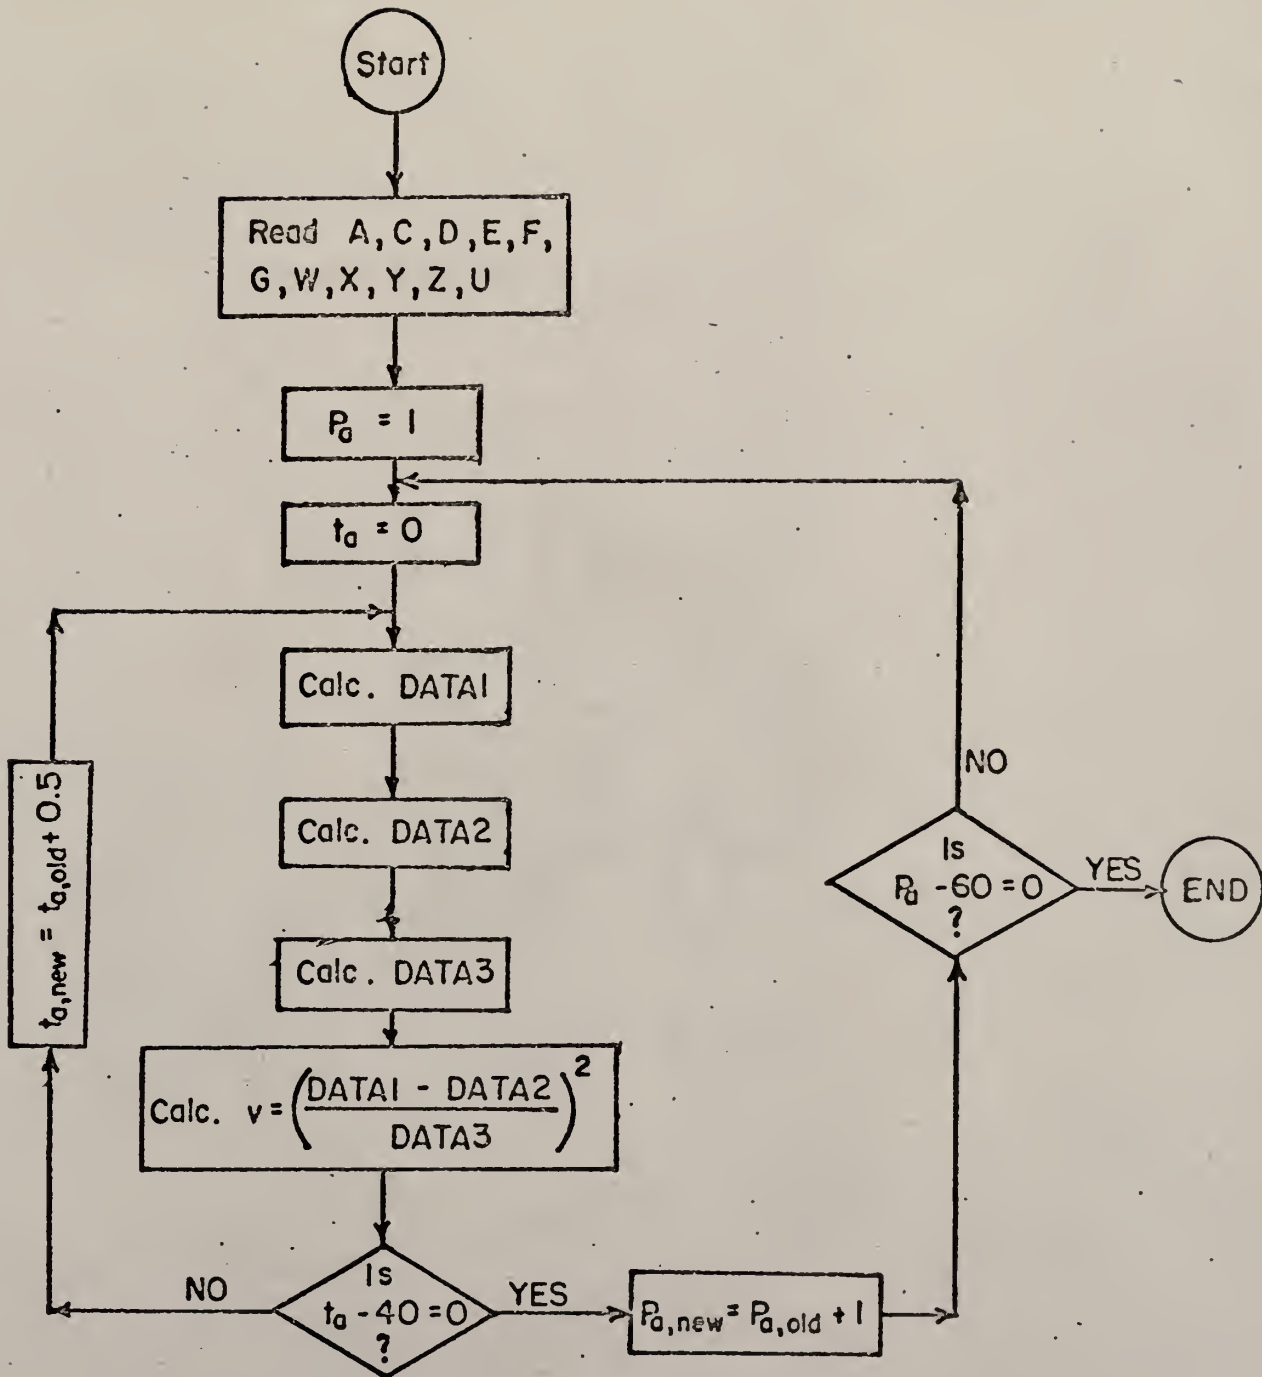 Start
Read A, C, D, E, F,
G, W, X, Y, Z, U
Pa = 1
ta = 0
Calc. DATA1
Calc. DATA2
Calc. DATA3
Calc. v = (DATA1 - DATA2 / DATA3)²
Is
ta - 40 = 0
?
NO
YES
ta,new = ta,old + 0.5
Pa,new = Pa,old + 1
Is
Pa - 60 = 0
?
NO
YES
END